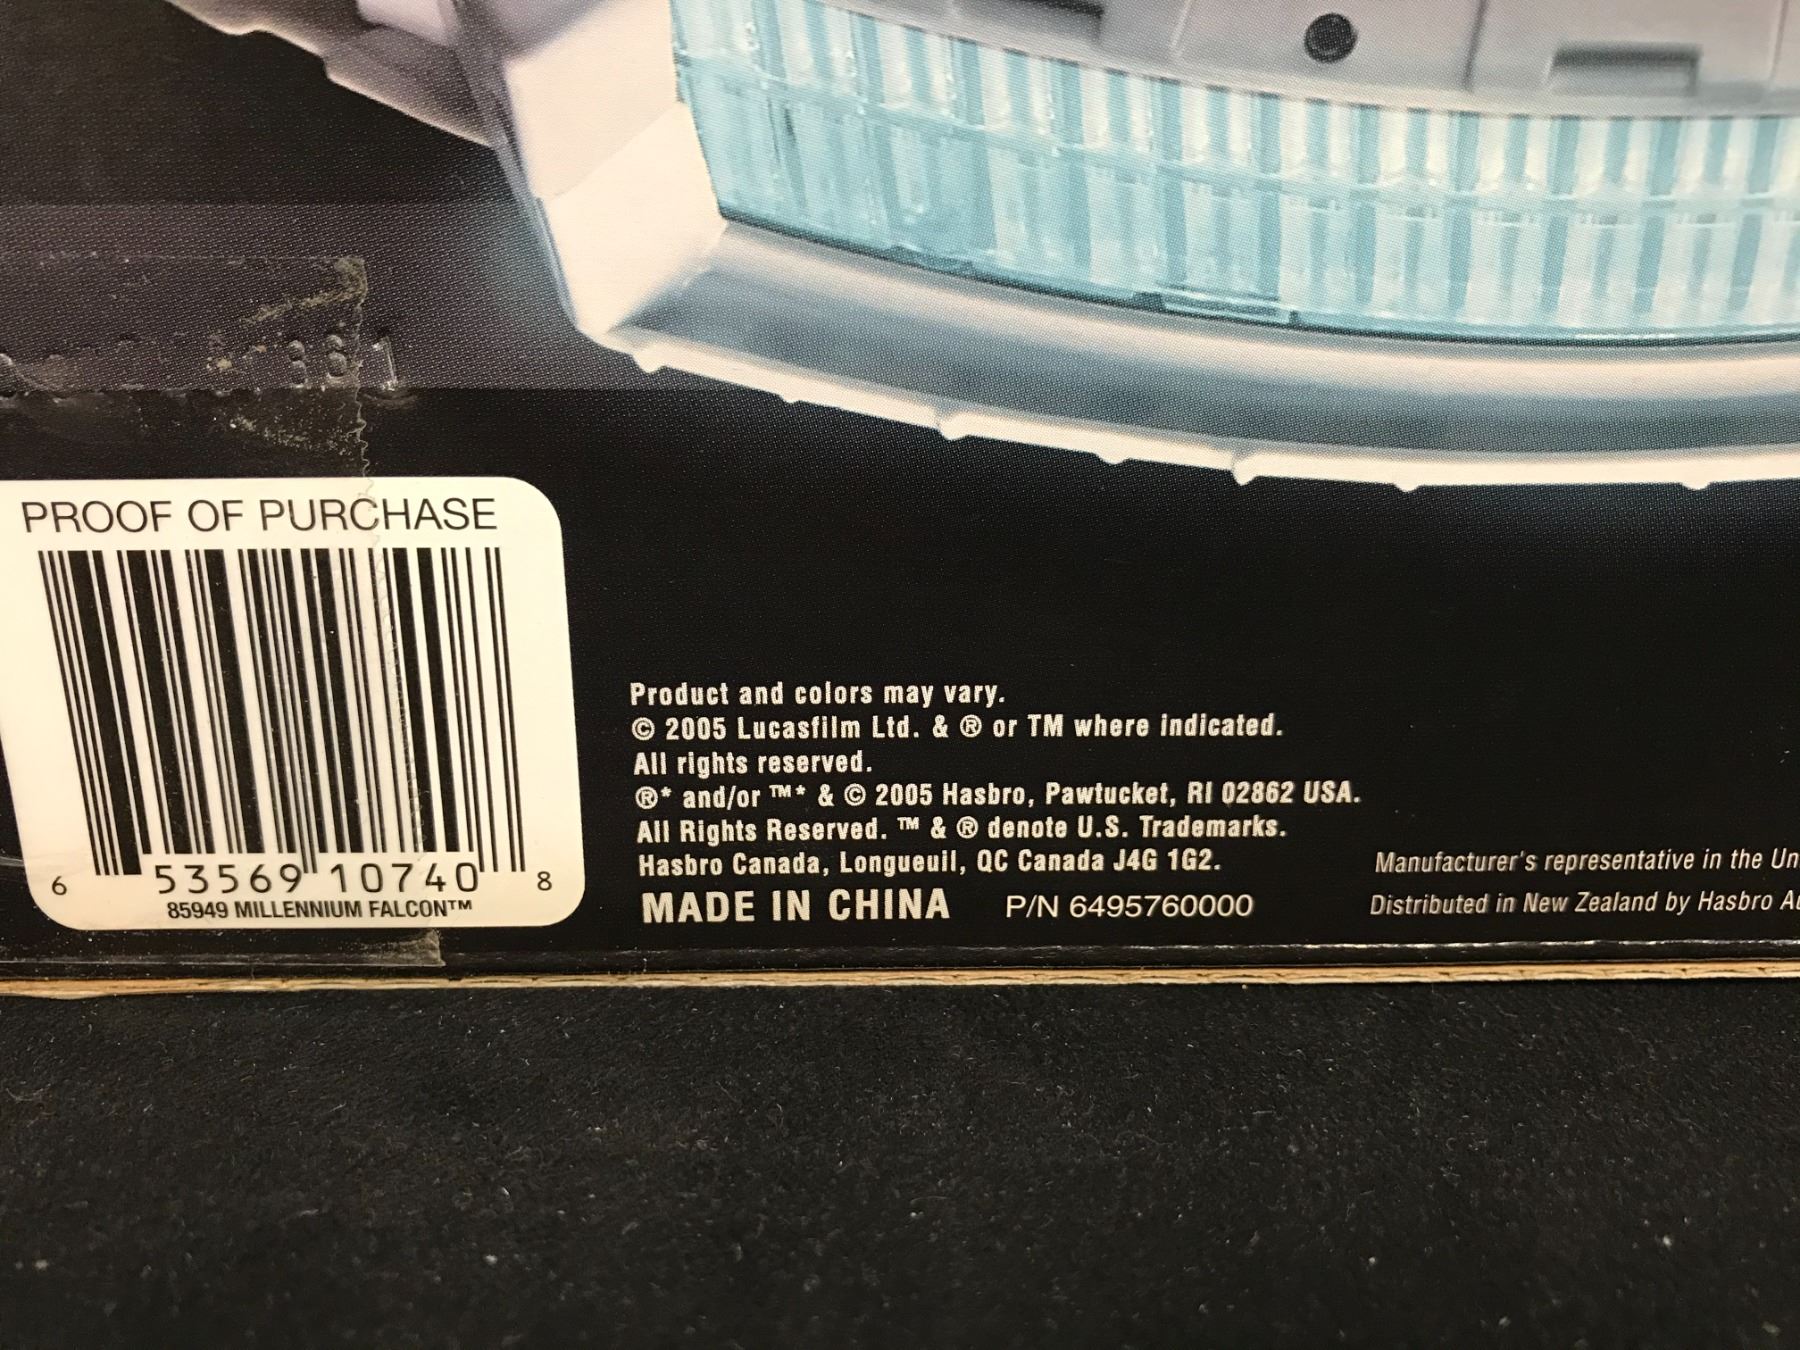 PROOF OF PURCHASE
6 53569 10740 8
85949 MILLENNIUM FALCON™
Product and colors may vary.
© 2005 Lucasfilm Ltd. & ® or TM where indicated.
All rights reserved.
®* and/or ™* & © 2005 Hasbro, Pawtucket, RI 02862 USA.
All Rights Reserved. ™ & ® denote U.S. Trademarks.
Hasbro Canada, Longueuil, QC Canada J4G 1G2.
MADE IN CHINA P/N 6495760000
Manufacturer's representative in the
Distributed in New Zealand by Hasbro